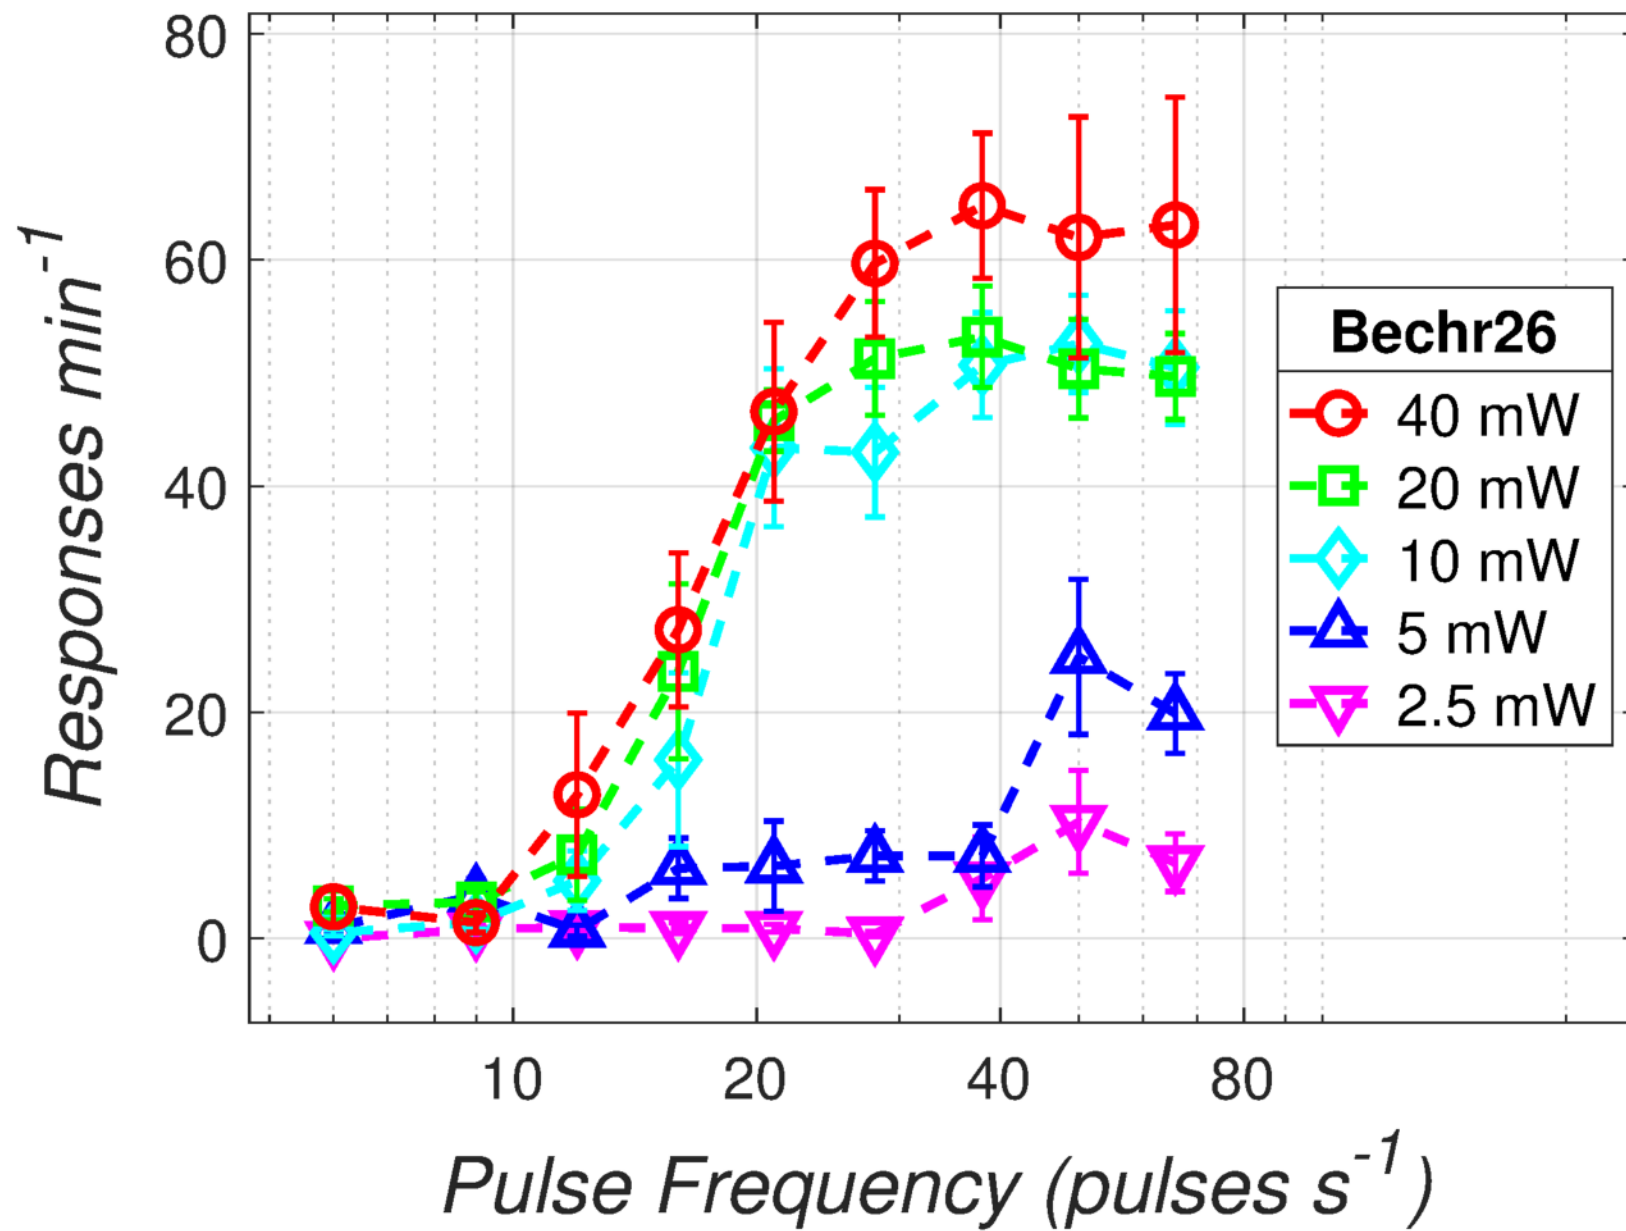 80
60
40
20
0
Responses min-1
10 20 40 80
Pulse Frequency (pulses s-1)
Bechr26
40 mW
20 mW
10 mW
5 mW
2.5 mW